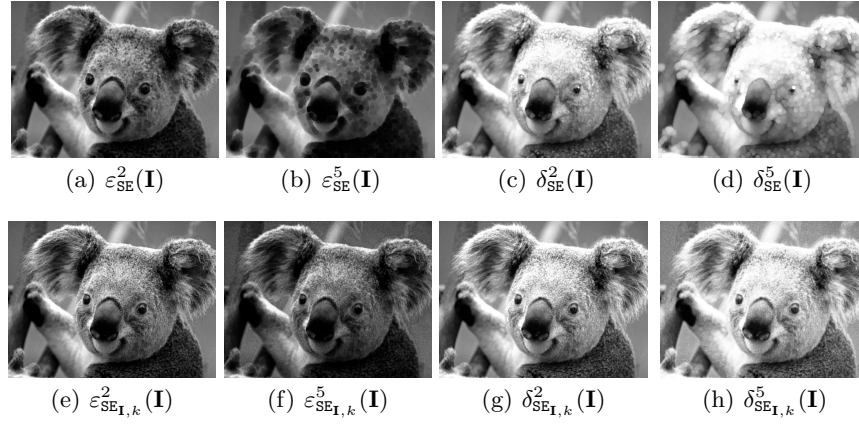 (a) ε²_SE(I) (b) ε⁵_SE(I) (c) δ²_SE(I) (d) δ⁵_SE(I)
(e) ε²_SE_I,k(I) (f) ε⁵_SE_I,k(I) (g) δ²_SE_I,k(I) (h) δ⁵_SE_I,k(I)